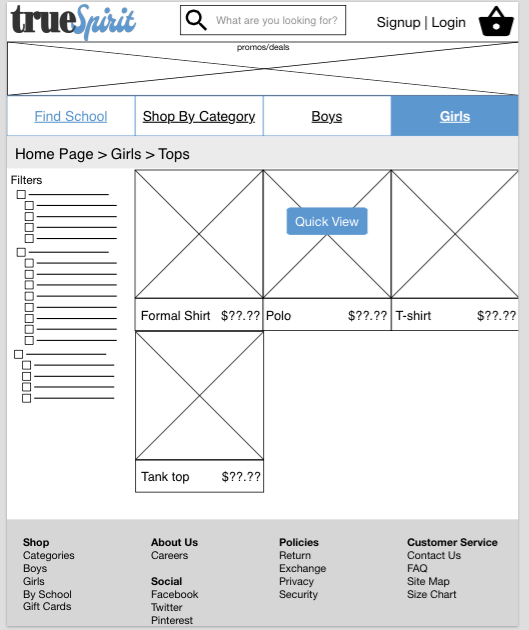 trueSpirit
What are you looking for?
Signup | Login
promos/deals
Find School
Shop By Category
Boys
Girls
Home Page > Girls > Tops
Filters
Quick View
Formal Shirt $??.??
Polo $??.??
T-shirt $??.??
Tank top $??.??
Shop
Categories
Boys
Girls
By School
Gift Cards
About Us
Careers
Social
Facebook
Twitter
Pinterest
Policies
Return
Exchange
Privacy
Security
Customer Service
Contact Us
FAQ
Site Map
Size Chart